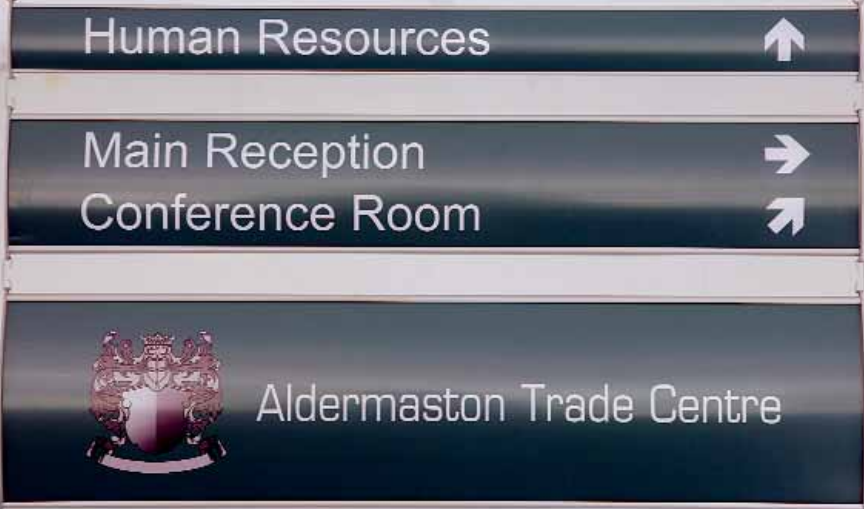 Human Resources
Main Reception
Conference Room
Aldermaston Trade Centre